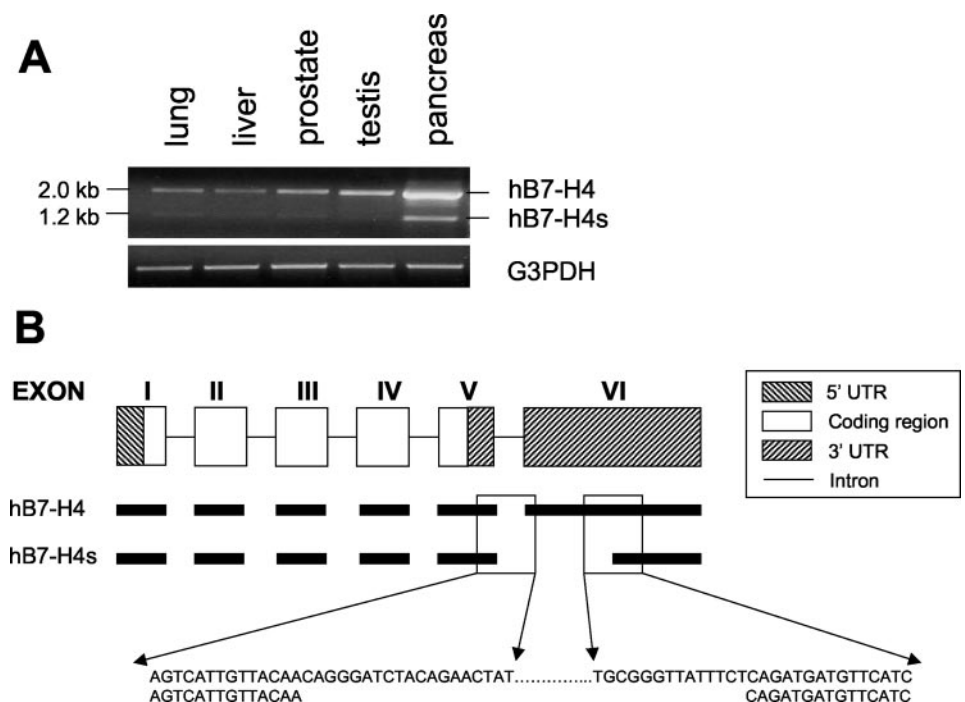 A
lung liver prostate testis pancreas
2.0 kb hB7-H4
1.2 kb hB7-H4s
G3PDH
B
EXON I II III IV V VI
5' UTR
Coding region
3' UTR
Intron
hB7-H4
hB7-H4s
AGTCATTGTTACAACAGGGATCTACAGAACTAT..............TGCGGGTTATTTCTCAGATGATGTTCATC
AGTCATTGTTACAA CAGATGATGTTCATC